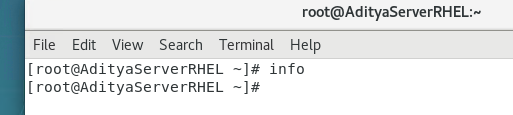 root@AdityaServerRHEL:~
File Edit View Search Terminal Help
[root@AdityaServerRHEL ~]# info
[root@AdityaServerRHEL ~]#